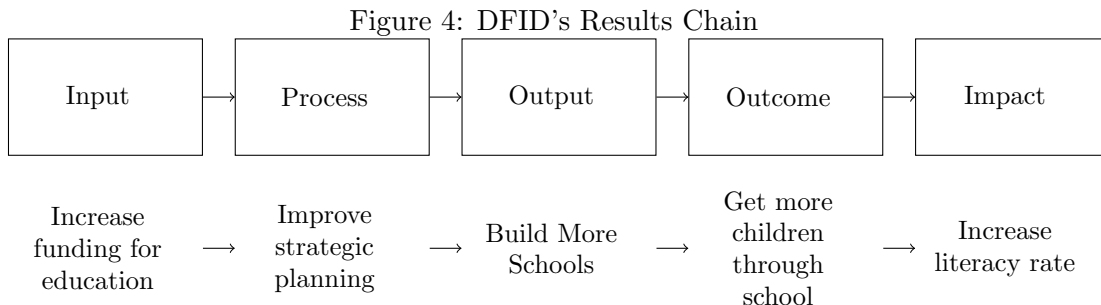 Figure 4: DFID's Results Chain
Input
Process
Output
Outcome
Impact
Increase
funding for
education
Improve
strategic
planning
Build More
Schools
Get more
children
through
school
Increase
literacy rate